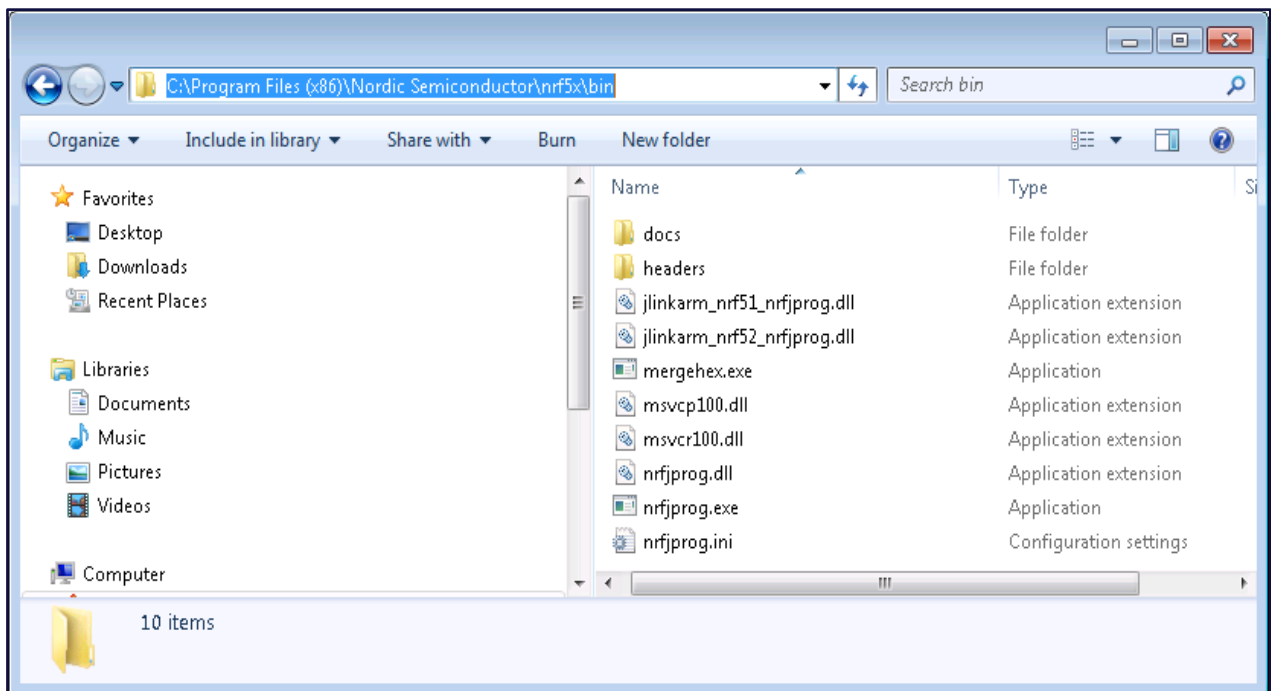 C:\Program Files (x86)\Nordic Semiconductor\nrf5x\bin Search bin
Organize Include in library Share with Burn New folder
Favorites
Desktop
Downloads
Recent Places
Libraries
Documents
Music
Pictures
Videos
Computer
Name Type Si
docs File folder
headers File folder
jlinkarm_nrf51_nrfjprog.dll Application extension
jlinkarm_nrf52_nrfjprog.dll Application extension
mergehex.exe Application
msvcp100.dll Application extension
msvcr100.dll Application extension
nrfjprog.dll Application extension
nrfjprog.exe Application
nrfjprog.ini Configuration settings
10 items